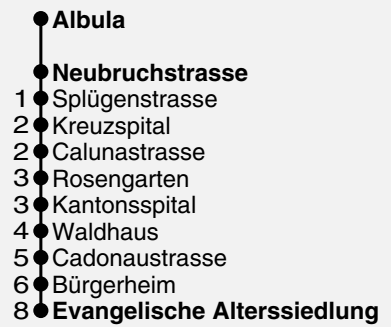 Albula
Neubruchstrasse
1 Splügenstrasse
2 Kreuzspital
2 Calunastrasse
3 Rosengarten
3 Kantonsspital
4 Waldhaus
5 Cadonaustrasse
6 Bürgerheim
8 Evangelische Alterssiedlung